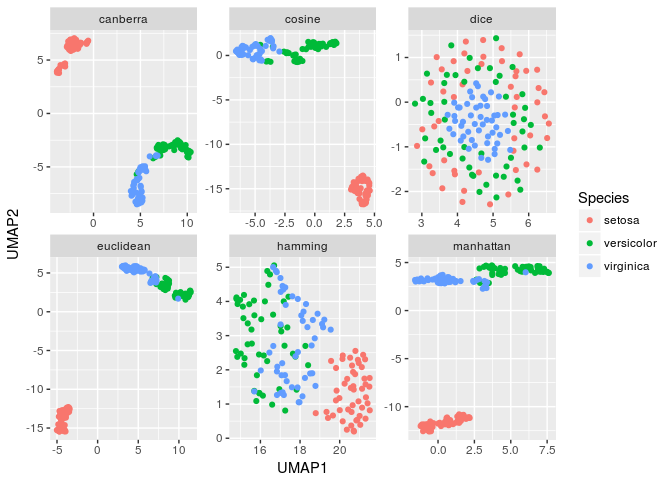 canberra cosine dice
5
0
-5
0 5 10
0
-5
-10
-15
-5.0 -2.5 0.0 2.5 5.0
1
0
-1
-2
3 4 5 6
euclidean hamming manhattan
5
0
-5
-10
-15
-5 0 5 10
5
4
3
2
1
0
16 18 20
5
0
-5
-10
0.0 2.5 5.0 7.5
UMAP1
UMAP2
Species
setosa
versicolor
virginica